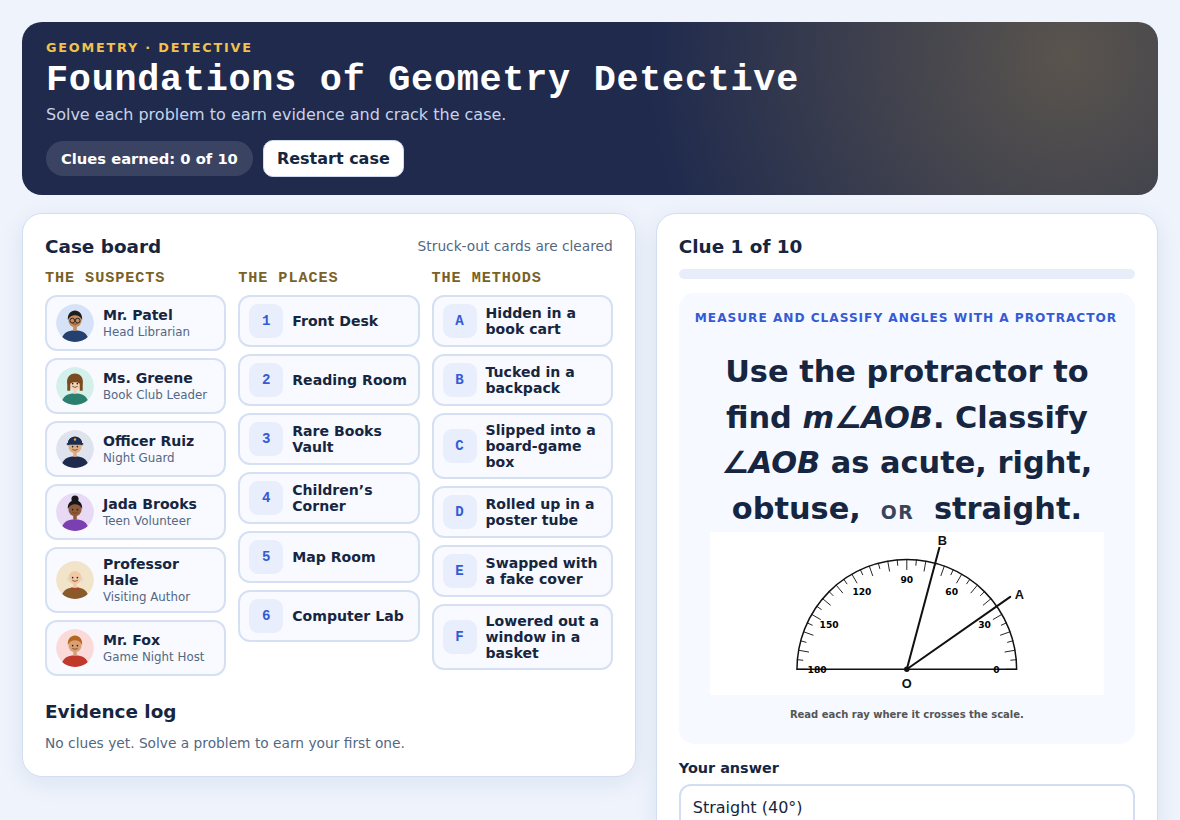 GEOMETRY · DETECTIVE
Foundations of Geometry Detective
Solve each problem to earn evidence and crack the case.
Clues earned: 0 of 10
Restart case
Case board
Struck-out cards are cleared
THE SUSPECTS
Mr. Patel
Head Librarian
Ms. Greene
Book Club Leader
Officer Ruiz
Night Guard
Jada Brooks
Teen Volunteer
Professor
Hale
Visiting Author
Mr. Fox
Game Night Host
THE PLACES
1
Front Desk
2
Reading Room
3
Rare Books
Vault
4
Children’s
Corner
5
Map Room
6
Computer Lab
THE METHODS
A
Hidden in a
book cart
B
Tucked in a
backpack
C
Slipped into a
board-game
box
D
Rolled up in a
poster tube
E
Swapped with
a fake cover
F
Lowered out a
window in a
basket
Evidence log
No clues yet. Solve a problem to earn your first one.
Clue 1 of 10
MEASURE AND CLASSIFY ANGLES WITH A PROTRACTOR
Use the protractor to
find m∠AOB. Classify
∠AOB as acute, right,
obtuse, OR straight.
B
A
90
120
60
150
30
180
0
O
Read each ray where it crosses the scale.
Your answer
Straight (40°)